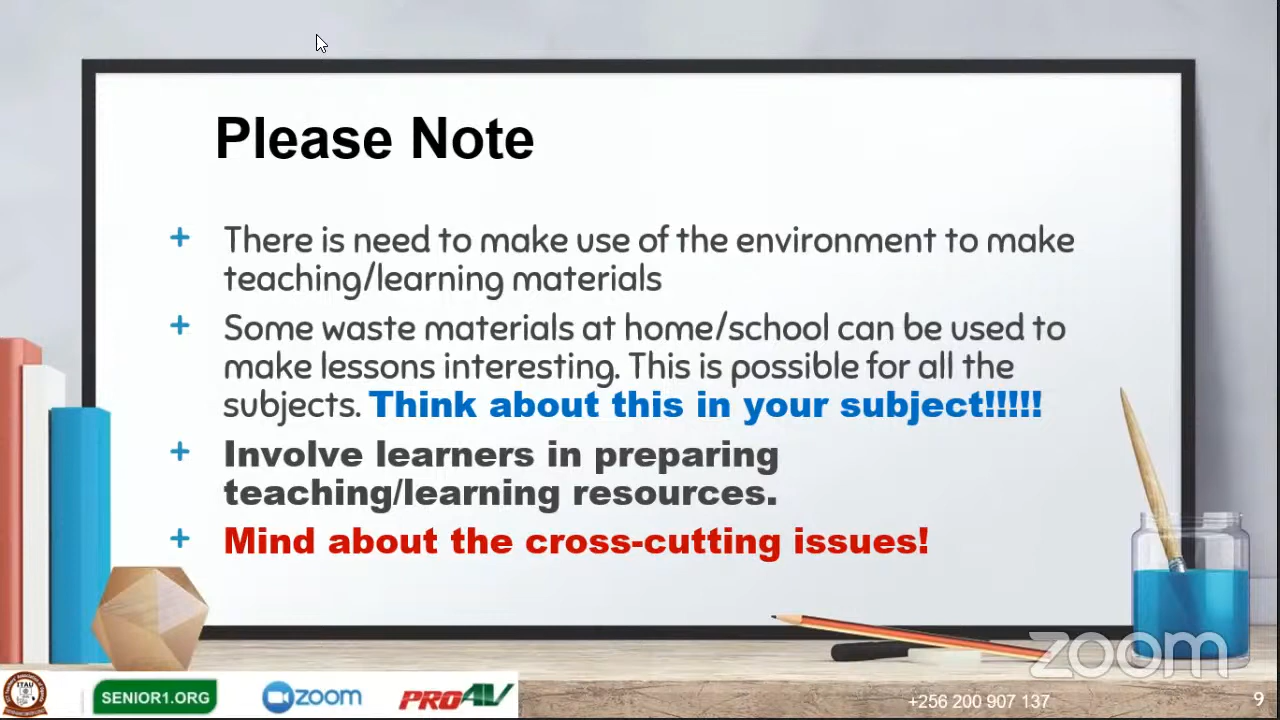 Please Note
+ There is need to make use of the environment to make
teaching/learning materials
+ Some waste materials at home/school can be used to
make lessons interesting. This is possible for all the
subjects. Think about this in your subject!!!!!
+ Involve learners in preparing
teaching/learning resources.
+ Mind about the cross-cutting issues!
zoom
ITAU
SENIOR1.ORG
zoom
PROAV
+256 200 907 137
9